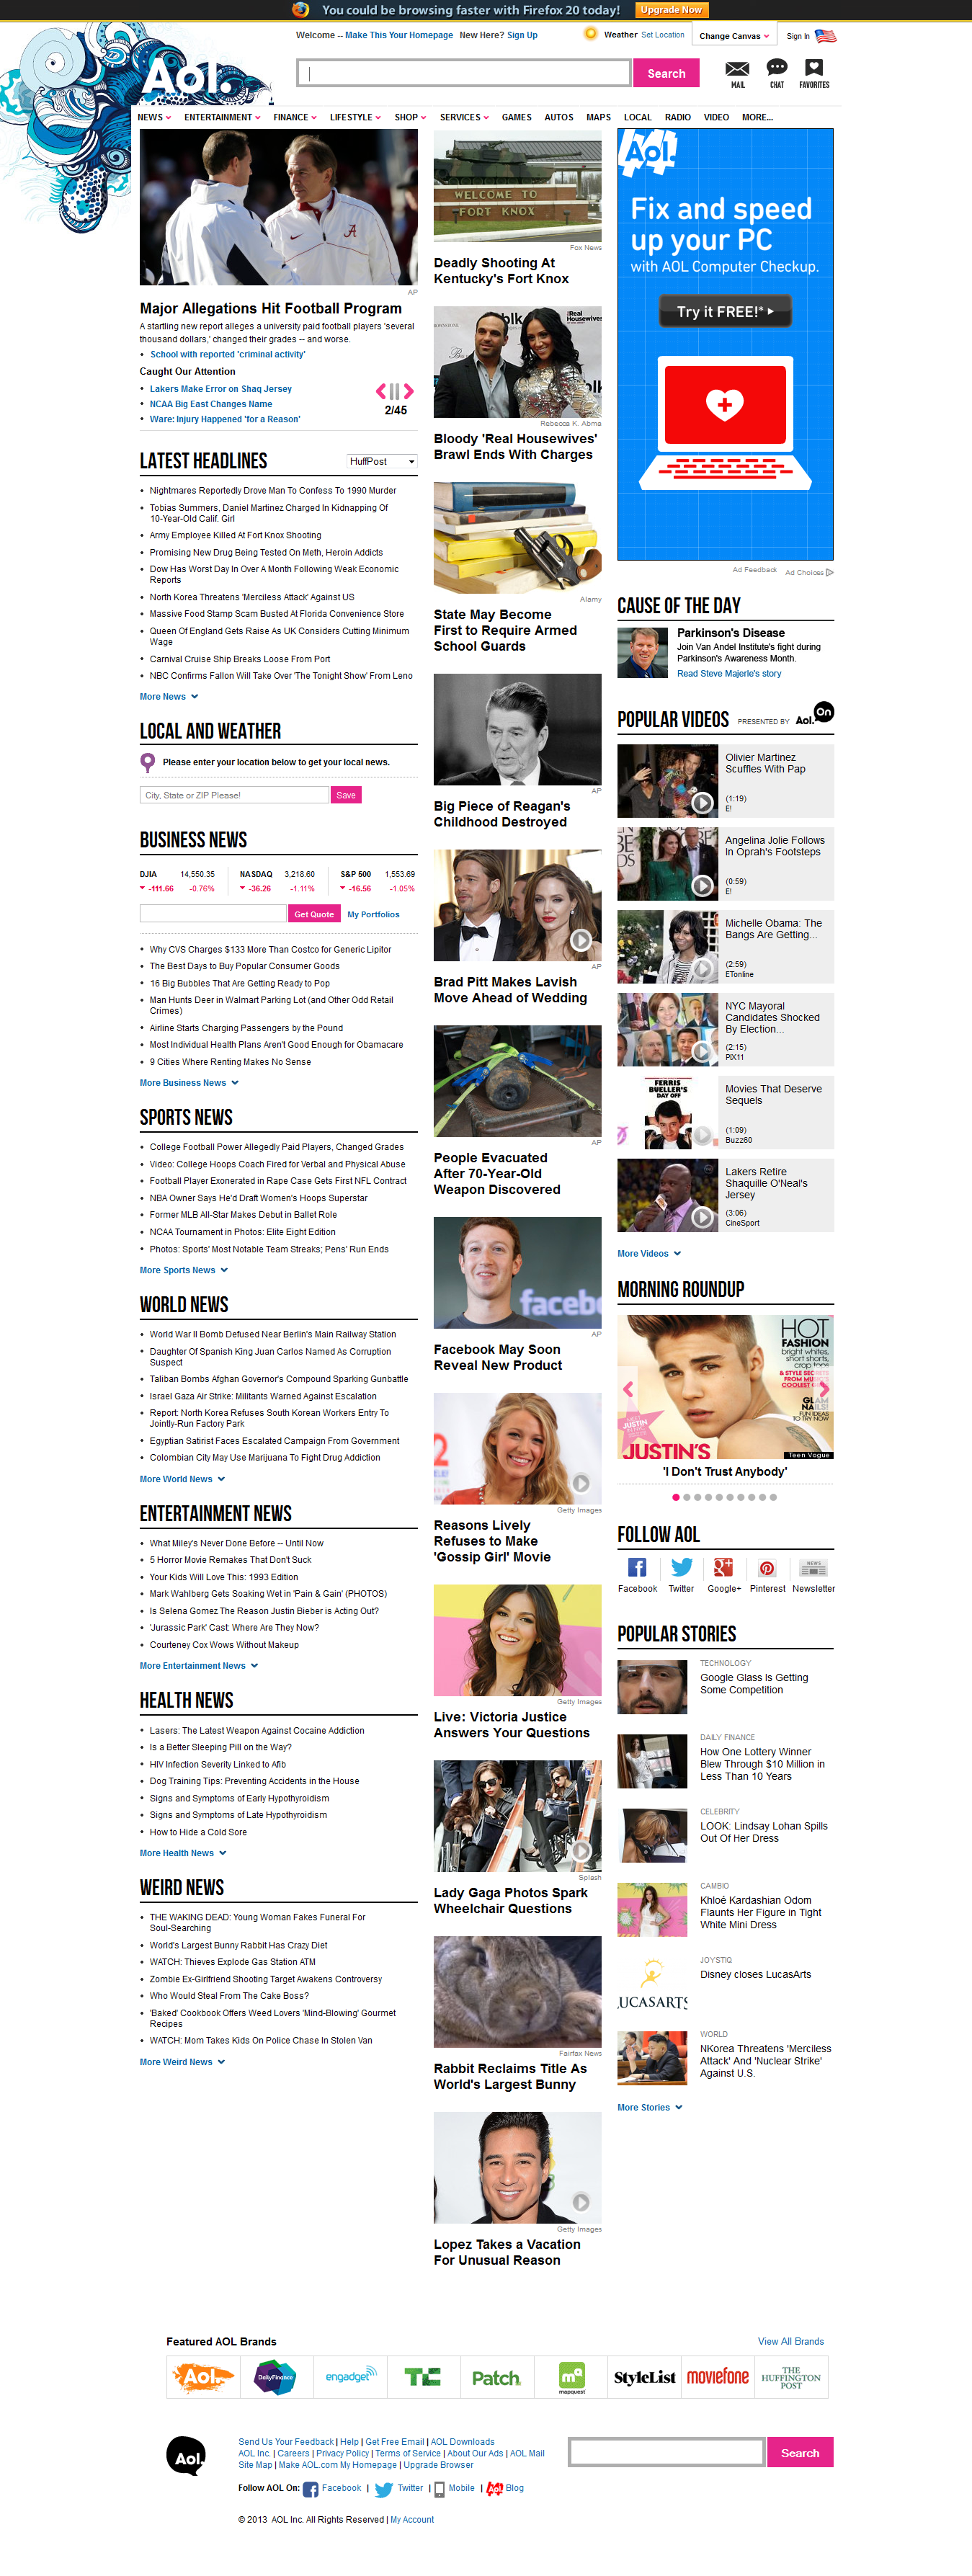 You could be browsing faster with Firefox 20 today! Upgrade Now
Welcome -- Make This Your Homepage New Here? Sign Up
Weather Set Location
Change Canvas
Sign In
Aol.
Search
MAIL
CHAT
FAVORITES
NEWS ENTERTAINMENT FINANCE LIFESTYLE SHOP SERVICES GAMES AUTOS MAPS LOCAL RADIO VIDEO MORE...
AP
Major Allegations Hit Football Program
A startling new report alleges a university paid football players 'several
thousand dollars,' changed their grades -- and worse.
• School with reported 'criminal activity'
Caught Our Attention
• Lakers Make Error on Shaq Jersey
• NCAA Big East Changes Name
• Ware: Injury Happened 'for a Reason'
2/45
LATEST HEADLINES
HuffPost
• Nightmares Reportedly Drove Man To Confess To 1990 Murder
• Tobias Summers, Daniel Martinez Charged In Kidnapping Of
10-Year-Old Calif. Girl
• Army Employee Killed At Fort Knox Shooting
• Promising New Drug Being Tested On Meth, Heroin Addicts
• Dow Has Worst Day In Over A Month Following Weak Economic
Reports
• North Korea Threatens 'Merciless Attack' Against US
• Massive Food Stamp Scam Busted At Florida Convenience Store
• Queen Of England Gets Raise As UK Considers Cutting Minimum
Wage
• Carnival Cruise Ship Breaks Loose From Port
• NBC Confirms Fallon Will Take Over 'The Tonight Show' From Leno
More News
LOCAL AND WEATHER
Please enter your location below to get your local news.
City, State or ZIP Please!
Save
BUSINESS NEWS
DJIA 14,550.35
-111.66 -0.76%
NASDAQ 3,218.60
-36.26 -1.11%
S&P 500 1,553.69
-16.56 -1.05%
Get Quote
My Portfolios
• Why CVS Charges $133 More Than Costco for Generic Lipitor
• The Best Days to Buy Popular Consumer Goods
• 16 Big Bubbles That Are Getting Ready to Pop
• Man Hunts Deer in Walmart Parking Lot (and Other Odd Retail
Crimes)
• Airline Starts Charging Passengers by the Pound
• Most Individual Health Plans Aren't Good Enough for Obamacare
• 9 Cities Where Renting Makes No Sense
More Business News
SPORTS NEWS
• College Football Power Allegedly Paid Players, Changed Grades
• Video: College Hoops Coach Fired for Verbal and Physical Abuse
• Football Player Exonerated in Rape Case Gets First NFL Contract
• NBA Owner Says He'd Draft Women's Hoops Superstar
• Former MLB All-Star Makes Debut in Ballet Role
• NCAA Tournament in Photos: Elite Eight Edition
• Photos: Sports' Most Notable Team Streaks; Pens' Run Ends
More Sports News
WORLD NEWS
• World War II Bomb Defused Near Berlin's Main Railway Station
• Daughter Of Spanish King Juan Carlos Named As Corruption
Suspect
• Taliban Bombs Afghan Governor's Compound Sparking Gunbattle
• Israel Gaza Air Strike: Militants Warned Against Escalation
• Report: North Korea Refuses South Korean Workers Entry To
Jointly-Run Factory Park
• Egyptian Satirist Faces Escalated Campaign From Government
• Colombian City May Use Marijuana To Fight Drug Addiction
More World News
ENTERTAINMENT NEWS
• What Miley's Never Done Before -- Until Now
• 5 Horror Movie Remakes That Don't Suck
• Your Kids Will Love This: 1993 Edition
• Mark Wahlberg Gets Soaking Wet in 'Pain & Gain' (PHOTOS)
• Is Selena Gomez The Reason Justin Bieber is Acting Out?
• 'Jurassic Park' Cast: Where Are They Now?
• Courteney Cox Wows Without Makeup
More Entertainment News
HEALTH NEWS
• Lasers: The Latest Weapon Against Cocaine Addiction
• Is a Better Sleeping Pill on the Way?
• HIV Infection Severity Linked to Afib
• Dog Training Tips: Preventing Accidents in the House
• Signs and Symptoms of Early Hypothyroidism
• Signs and Symptoms of Late Hypothyroidism
• How to Hide a Cold Sore
More Health News
WEIRD NEWS
• THE WAKING DEAD: Young Woman Fakes Funeral For
Soul-Searching
• World's Largest Bunny Rabbit Has Crazy Diet
• WATCH: Thieves Explode Gas Station ATM
• Zombie Ex-Girlfriend Shooting Target Awakens Controversy
• Who Would Steal From The Cake Boss?
• 'Baked' Cookbook Offers Weed Lovers 'Mind-Blowing' Gourmet
Recipes
• WATCH: Mom Takes Kids On Police Chase In Stolen Van
More Weird News
WELCOME TO
FORT KNOX
Fox News
Deadly Shooting At
Kentucky's Fort Knox
Real
Housewives
Rebecca K. Abma
Bloody 'Real Housewives'
Brawl Ends With Charges
Alamy
State May Become
First to Require Armed
School Guards
AP
Big Piece of Reagan's
Childhood Destroyed
AP
Brad Pitt Makes Lavish
Move Ahead of Wedding
AP
People Evacuated
After 70-Year-Old
Weapon Discovered
faceb
AP
Facebook May Soon
Reveal New Product
Getty Images
Reasons Lively
Refuses to Make
'Gossip Girl' Movie
Getty Images
Live: Victoria Justice
Answers Your Questions
Splash
Lady Gaga Photos Spark
Wheelchair Questions
Fairfax News
Rabbit Reclaims Title As
World's Largest Bunny
Getty Images
Lopez Takes a Vacation
For Unusual Reason
Aol.
Fix and speed
up your PC
with AOL Computer Checkup.
Try it FREE!*
Ad Feedback
Ad Choices
CAUSE OF THE DAY
Parkinson's Disease
Join Van Andel Institute's fight during
Parkinson's Awareness Month.
Read Steve Majerle's story
POPULAR VIDEOS
PRESENTED BY Aol. On
Olivier Martinez
Scuffles With Pap
(1:19)
E!
Angelina Jolie Follows
In Oprah's Footsteps
(0:59)
E!
Michelle Obama: The
Bangs Are Getting...
(2:59)
ETonline
NYC Mayoral
Candidates Shocked
By Election...
(2:15)
PIX11
FERRIS
BUELLER'S
DAY OFF
Movies That Deserve
Sequels
(1:09)
Buzz60
Lakers Retire
Shaquille O'Neal's
Jersey
(3:06)
CineSport
More Videos
MORNING ROUNDUP
HOT
FASHION
bright whites,
short shorts,
crop tops
JUSTIN'S
Teen Vogue
'I Don't Trust Anybody'
FOLLOW AOL
Facebook
Twitter
Google+
Pinterest
NEWS
Newsletter
POPULAR STORIES
TECHNOLOGY
Google Glass Is Getting
Some Competition
DAILY FINANCE
How One Lottery Winner
Blew Through $10 Million in
Less Than 10 Years
CELEBRITY
LOOK: Lindsay Lohan Spills
Out Of Her Dress
CAMBIO
Khloé Kardashian Odom
Flaunts Her Figure in Tight
White Mini Dress
UCASARTS
JOYSTIQ
Disney closes LucasArts
WORLD
NKorea Threatens 'Merciless
Attack' And 'Nuclear Strike'
Against U.S.
More Stories
Featured AOL Brands
View All Brands
Aol.
DailyFinance
engadget
TC
Patch
mapquest
StyleList
moviefone
THE
HUFFINGTON
POST
Aol.
Send Us Your Feedback | Help | Get Free Email | AOL Downloads
AOL Inc. | Careers | Privacy Policy | Terms of Service | About Our Ads | AOL Mail
Site Map | Make AOL.com My Homepage | Upgrade Browser
Follow AOL On: Facebook | Twitter | Mobile | Blog
Search
© 2013 AOL Inc. All Rights Reserved | My Account